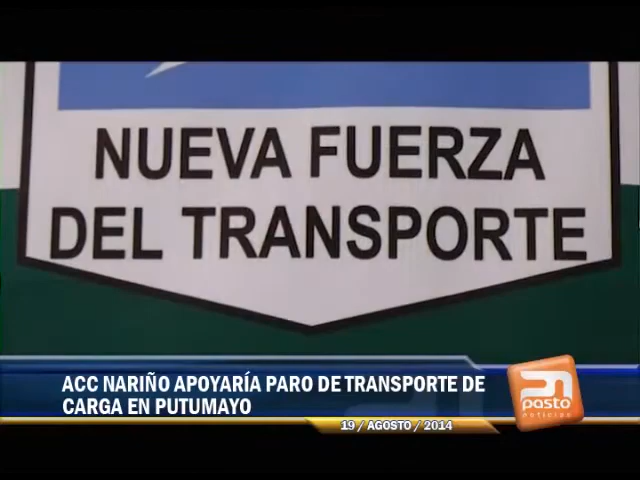 NUEVA FUERZA
DEL TRANSPORTE
ACC NARIÑO APOYARÍA PARO DE TRANSPORTE DE
CARGA EN PUTUMAYO
pasto
noticias
19 / AGOSTO / 2014